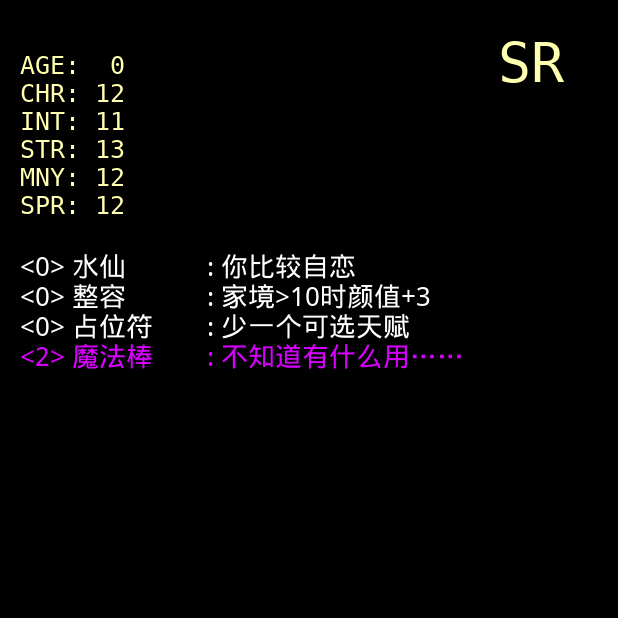 SR
AGE: 0
CHR: 12
INT: 11
STR: 13
MNY: 12
SPR: 12
<0> 水仙 : 你比较自恋
<0> 整容 : 家境>10时颜值+3
<0> 占位符 : 少一个可选天赋
<2> 魔法棒 : 不知道有什么用……